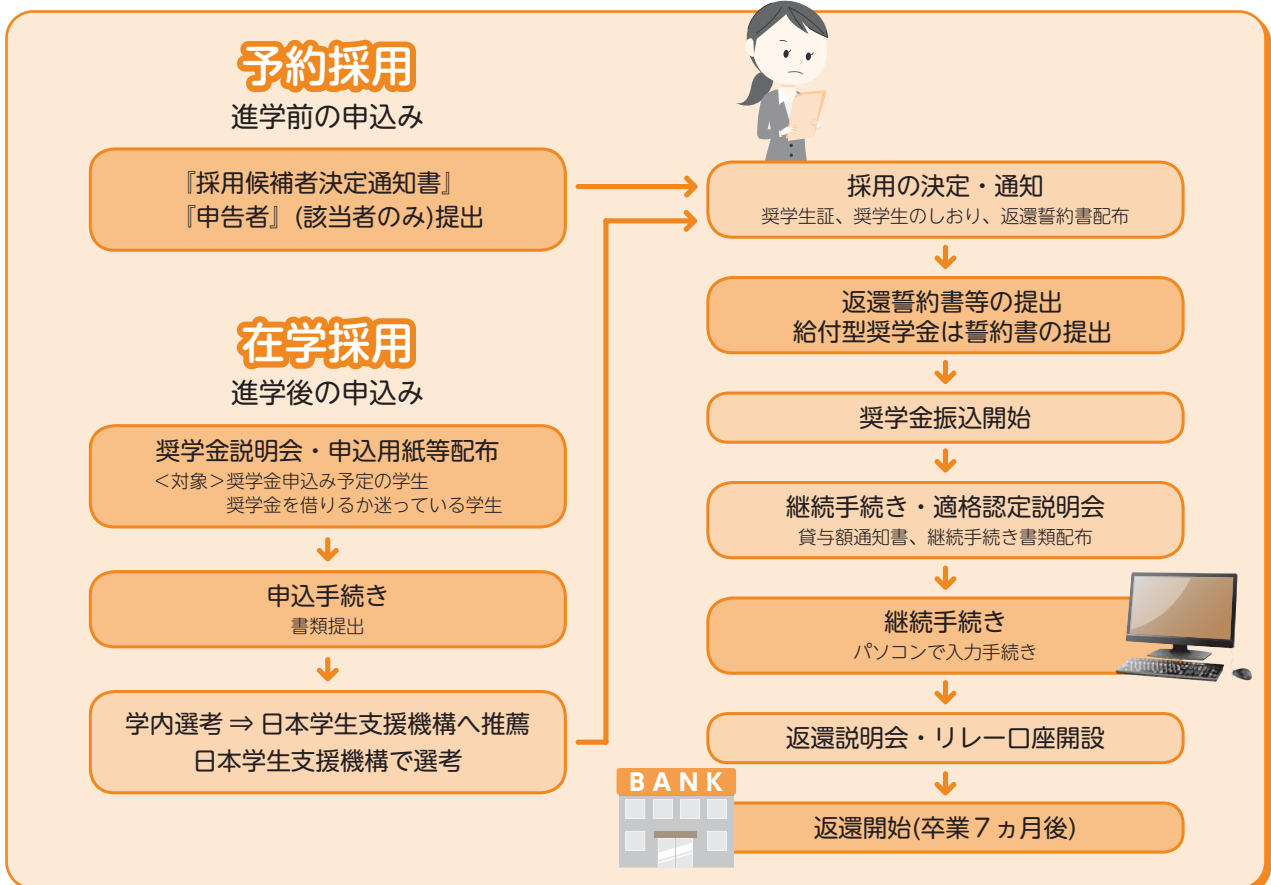 予約採用
進学前の申込み
『採用候補者決定通知書』
『申告者』(該当者のみ)提出
在学採用
進学後の申込み
奨学金説明会・申込用紙等配布
＜対象＞奨学金申込み予定の学生
奨学金を借りるか迷っている学生
申込手続き
書類提出
学内選考 ⇒ 日本学生支援機構へ推薦
日本学生支援機構で選考
採用の決定・通知
奨学生証、奨学生のしおり、返還誓約書配布
返還誓約書等の提出
給付型奨学金は誓約書の提出
奨学金振込開始
継続手続き・適格認定説明会
貸与額通知書、継続手続き書類配布
継続手続き
パソコンで入力手続き
返還説明会・リレー口座開設
BANK
返還開始(卒業７ヵ月後)